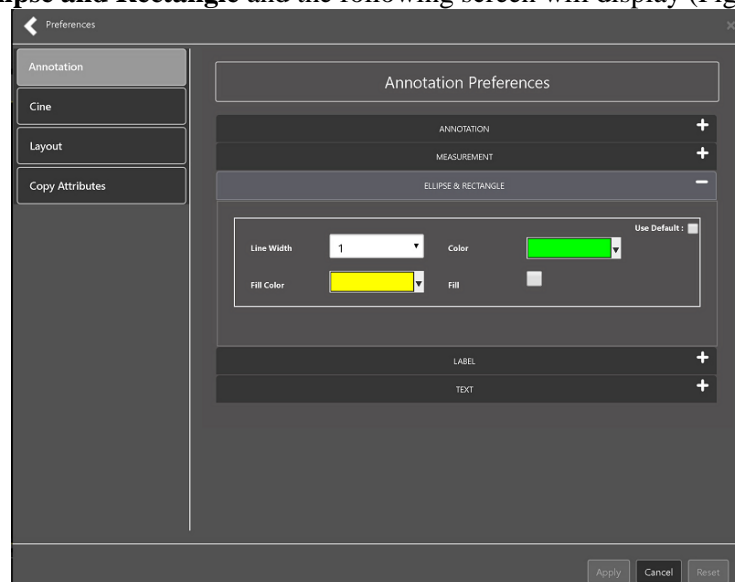 lipse and Rectangle and the following screen will display (Fig
Preferences
Annotation
Cine
Layout
Copy Attributes
Annotation Preferences
ANNOTATION
MEASUREMENT
ELLIPSE & RECTANGLE
Use Default :
Line Width 1 Color
Fill Color Fill
LABEL
TEXT
Apply Cancel Reset